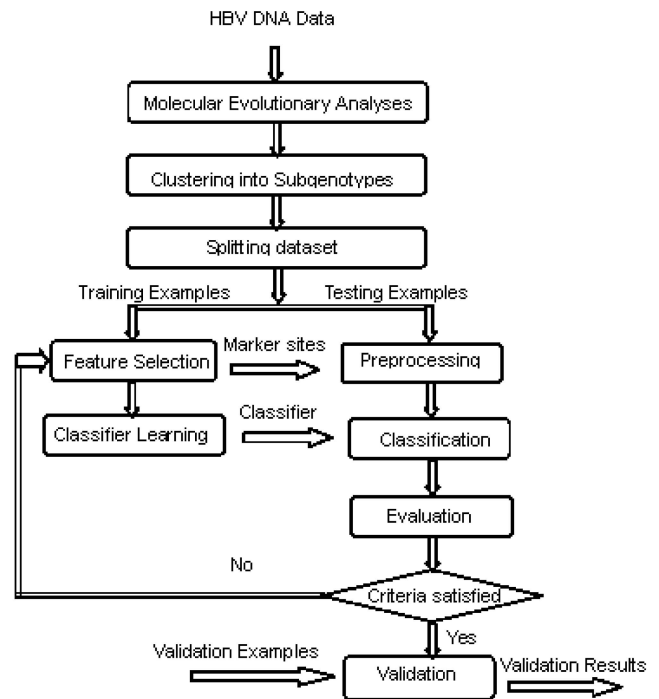 HBV DNA Data
Molecular Evolutionary Analyses
Clustering into Subgenotypes
Splitting dataset
Training Examples
Testing Examples
Feature Selection
Marker sites
Preprocessing
Classifier Learning
Classifier
Classification
Evaluation
No
Criteria satisfied
Yes
Validation Examples
Validation
Validation Results